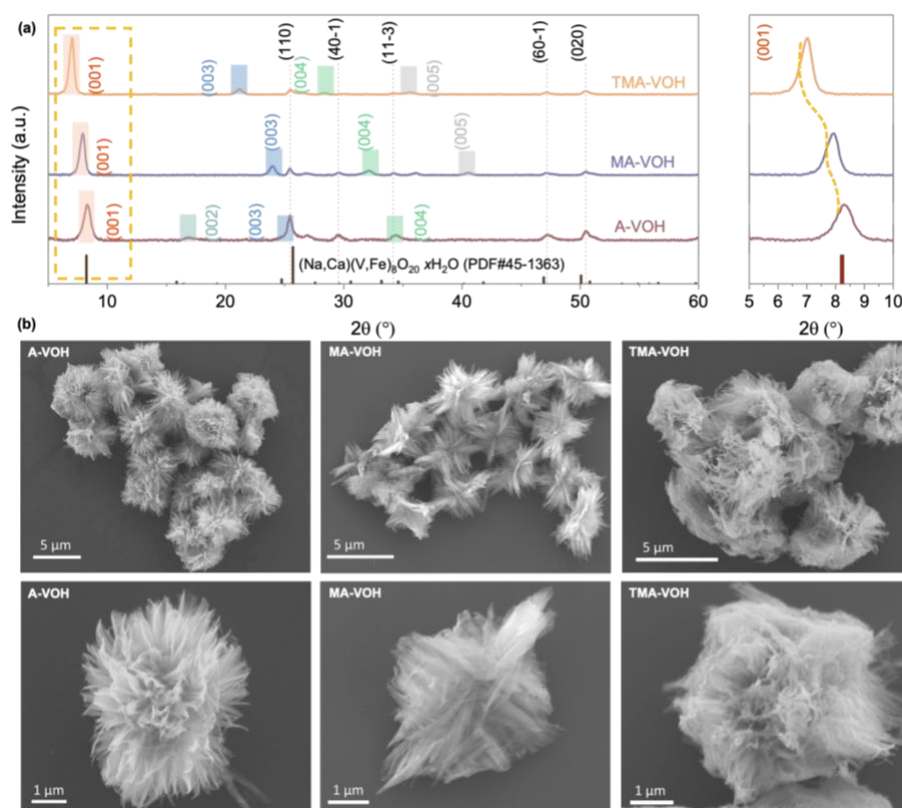 (a)
Intensity (a.u.)
(001)
(003)
(110)
(004)
(40-1)
(11-3)
(005)
(60-1)
(020)
TMA-VOH
(001)
(003)
(004)
(005)
MA-VOH
(001)
(002)
(003)
(004)
A-VOH
(Na,Ca)(V,Fe)₈O₂₀ xH₂O (PDF#45-1363)
10 20 30 40 50 60
2θ (°)
(001)
5 6 7 8 9 10
2θ (°)
(b)
A-VOH
5 μm
MA-VOH
5 μm
TMA-VOH
5 μm
A-VOH
1 μm
MA-VOH
1 μm
TMA-VOH
1 μm